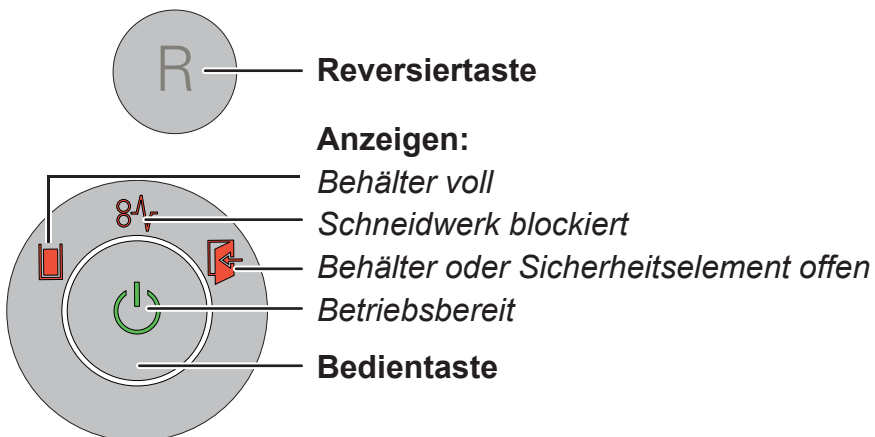 R
Reversiertaste
Anzeigen:
Behälter voll
Schneidwerk blockiert
Behälter oder Sicherheitselement offen
Betriebsbereit
Bedientaste